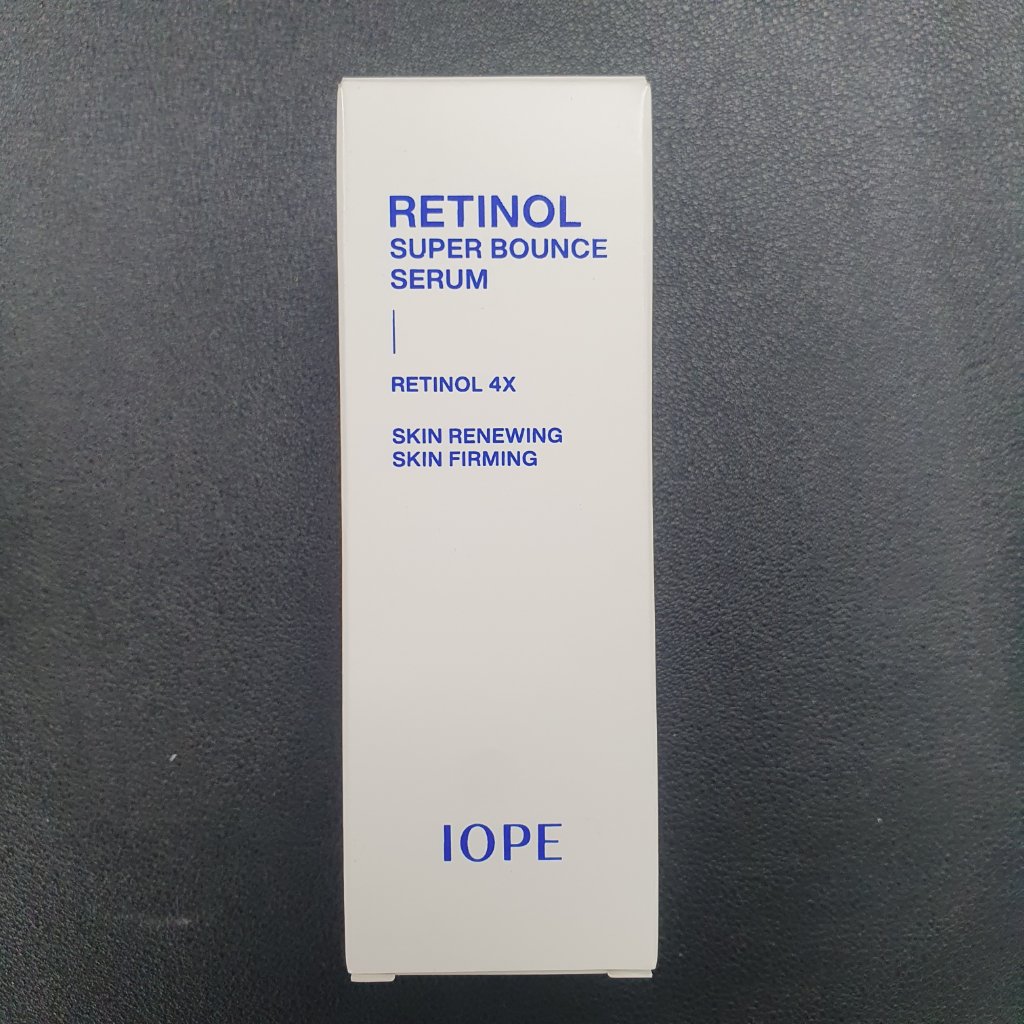 RETINOL
SUPER BOUNCE
SERUM
RETINOL 4X
SKIN RENEWING
SKIN FIRMING
IOPE